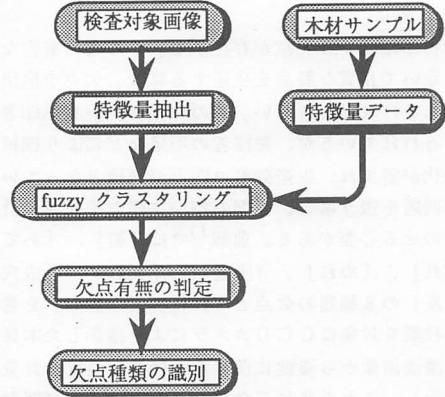 検査対象画像
木材サンプル
特徴量抽出
特徴量データ
fuzzy クラスタリング
欠点有無の判定
欠点種類の識別